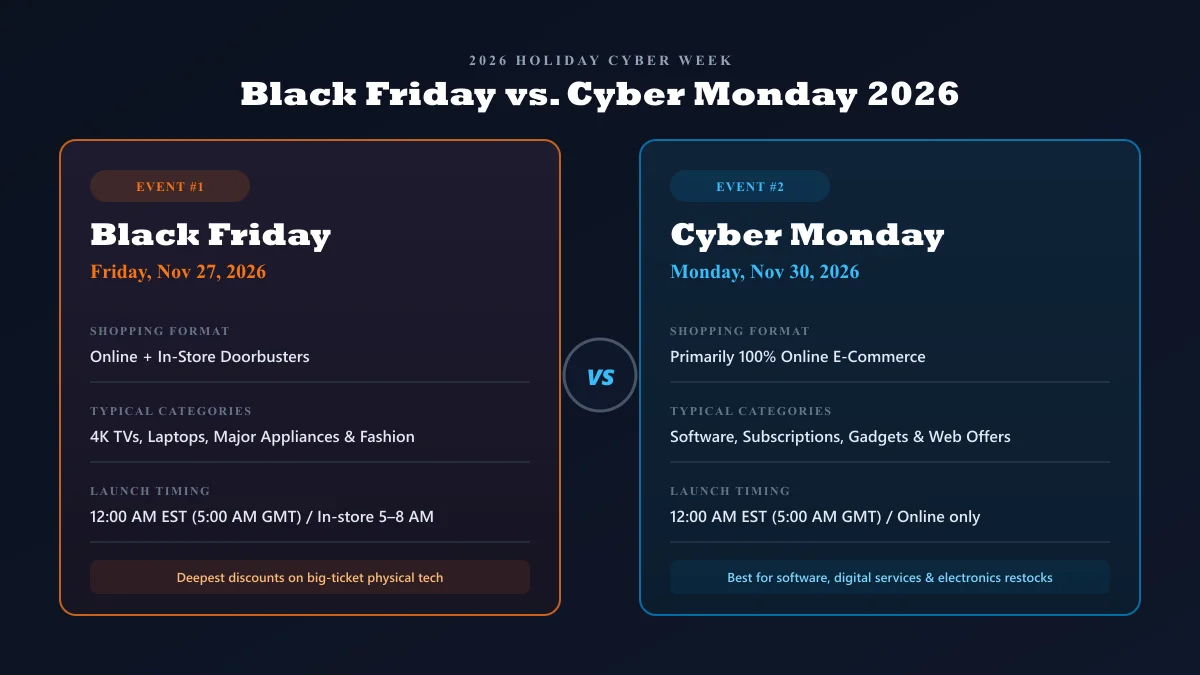 2026 HOLIDAY CYBER WEEK
Black Friday vs. Cyber Monday 2026
EVENT #1
Black Friday
Friday, Nov 27, 2026
SHOPPING FORMAT
Online + In-Store Doorbusters
TYPICAL CATEGORIES
4K TVs, Laptops, Major Appliances & Fashion
LAUNCH TIMING
12:00 AM EST (5:00 AM GMT) / In-store 5–8 AM
Deepest discounts on big-ticket physical tech
VS
EVENT #2
Cyber Monday
Monday, Nov 30, 2026
SHOPPING FORMAT
Primarily 100% Online E-Commerce
TYPICAL CATEGORIES
Software, Subscriptions, Gadgets & Web Offers
LAUNCH TIMING
12:00 AM EST (5:00 AM GMT) / Online only
Best for software, digital services & electronics restocks